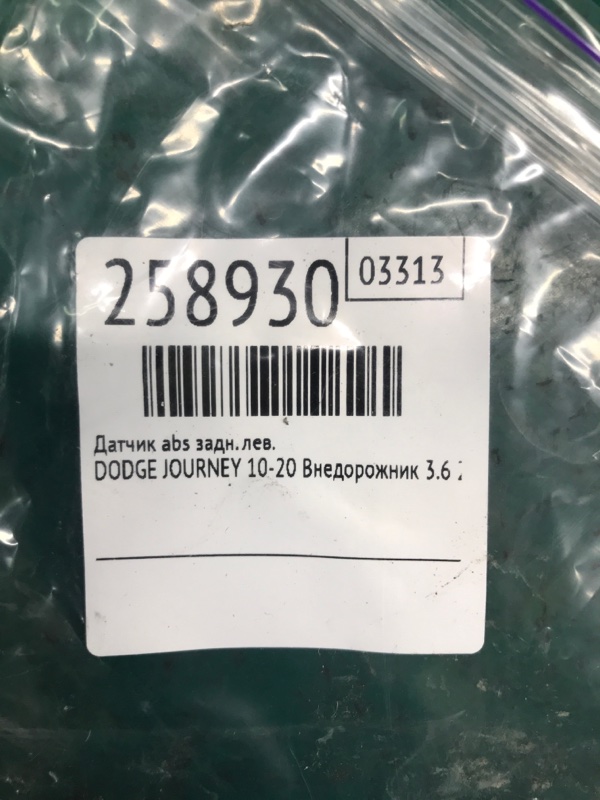 258930
03313
Датчик abs задн.лев.
DODGE JOURNEY 10-20 Внедорожник 3.6